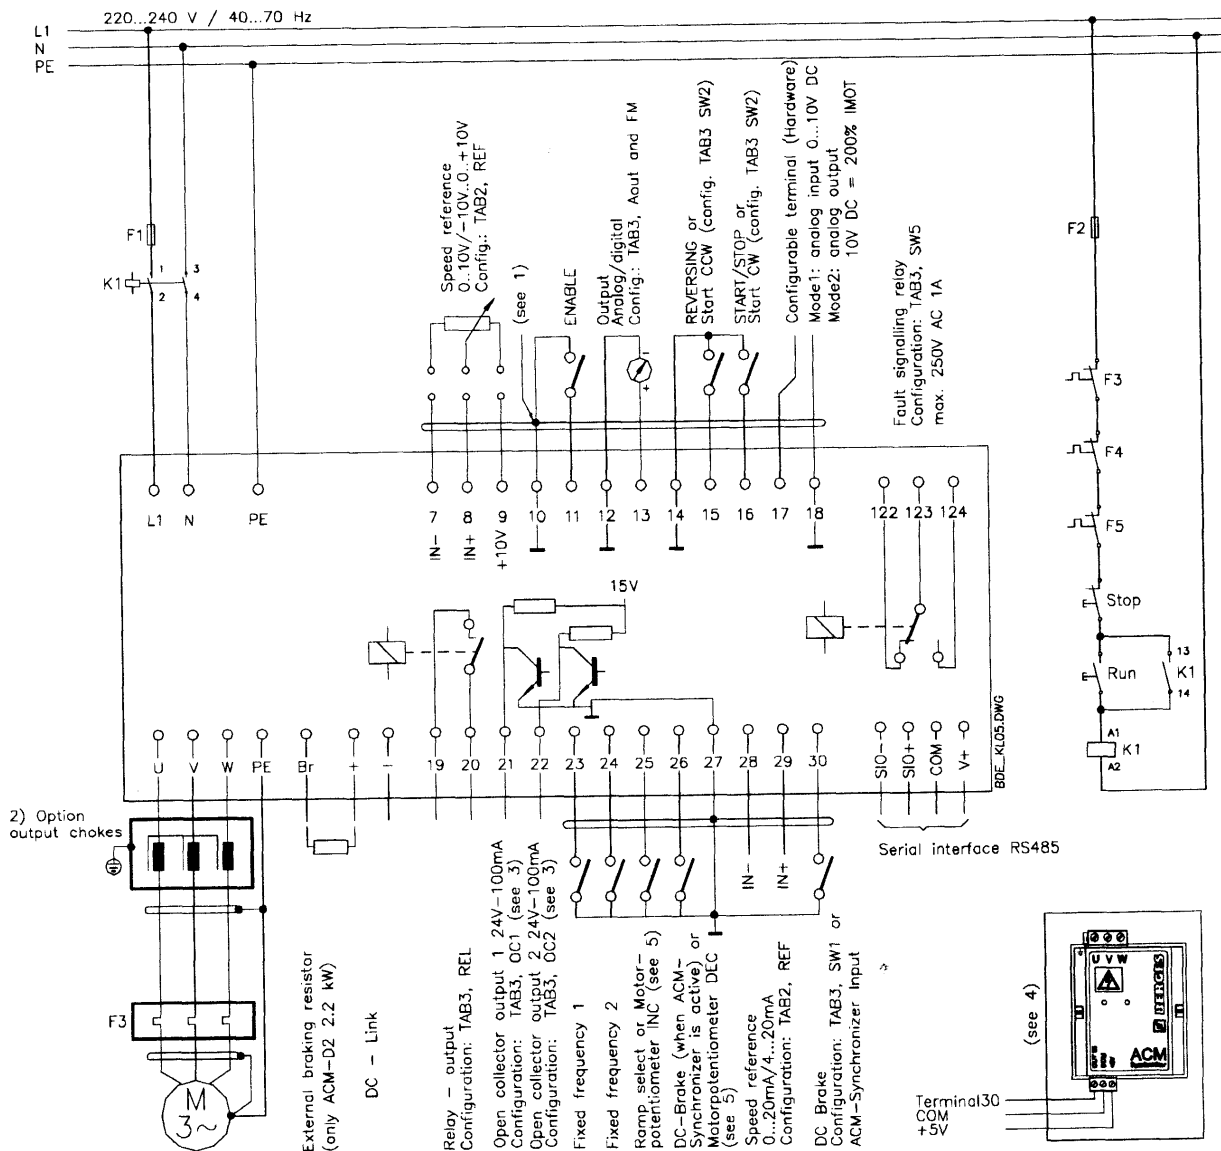 220...240 V / 40...70 Hz
L1
N
PE
F1
K1
1
3
2
4
Speed reference
0..10V/-10V..0..+10V
Config.: TAB2, REF
(see 1)
ENABLE
Output
Analog/digital
Config.: TAB3, Aout and FM
- 
+
REVERSING or
Start CCW (config. TAB3 SW2)
START/STOP or
Start CW (config. TAB3 SW2)
Configurable terminal (Hardware)
Mode1: analog input 0...10V DC
Mode2: analog output
10V DC = 200% IMOT
Fault signalling relay
Configuration: TAB3, SW5
max. 250V AC 1A
F2
F3
F4
F5
Stop
Run
13
K1
14
A1
K1
A2
L1 N PE
7 8 9 10 11 12 13 14 15 16 17 18
122 123 124
IN-
IN+
+10V
15V
U V W PE Br + -
19 20 21 22 23 24 25 26 27 28 29 30
SIO-
SIO+
COM
V+
BDE_KL05.DWG
2) Option
output chokes
F3
M
3~
External braking resistor
(only ACM-D2 2.2 kW)
DC - Link
Relay - output
Configuration: TAB3, REL
Open collector output 1 24V-100mA
Configuration: TAB3, OC1 (see 3)
Open collector output 2 24V-100mA
Configuration: TAB3, OC2 (see 3)
Fixed frequency 1
Fixed frequency 2
Ramp select or Motor-
potentiometer INC (see 5)
DC-Brake (when ACM-
Synchronizer is active) or
Motorpotentiometer DEC
(see 5)
IN-
IN+
Speed reference
0...20mA/4...20mA
Configuration: TAB2, REF
DC Brake
Configuration: TAB3, SW1 or
ACM-Synchronizer Input
Serial interface RS485
(see 4)
U V W
BERGES
ACM
Terminal30
COM
+5V